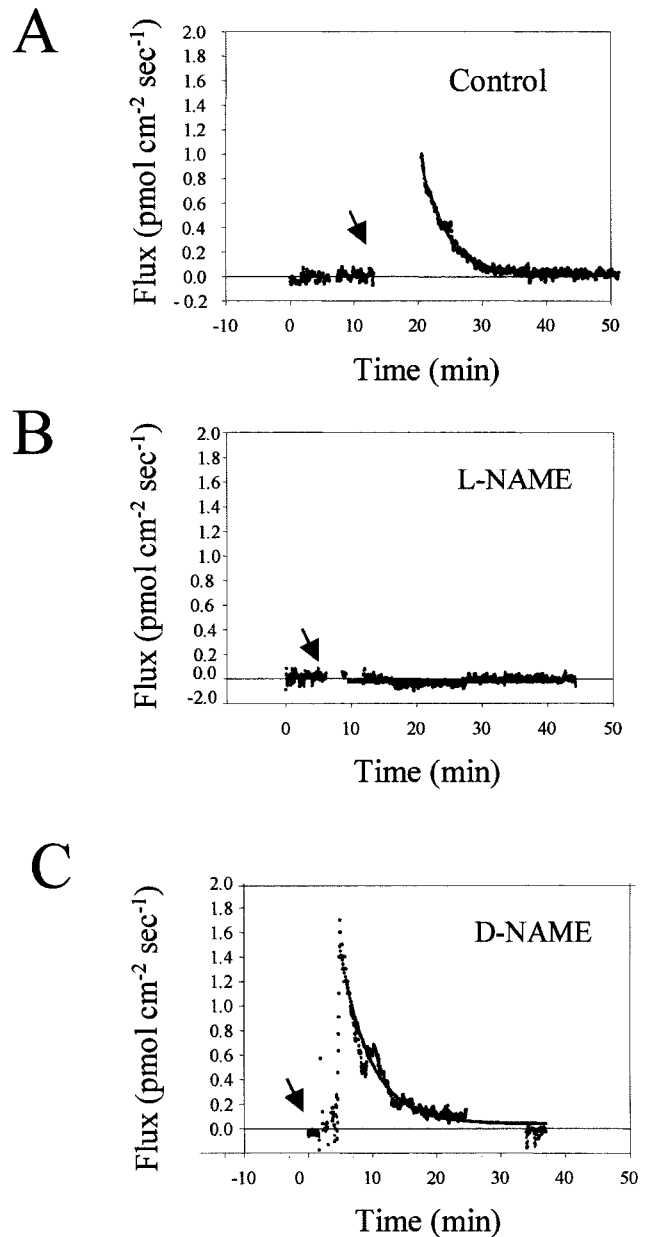 A
Flux (pmol cm⁻² sec⁻¹)
2.0
1.8
1.6
1.4
1.2
1.0
0.8
0.6
0.4
0.2
0.0
- 0.2
Control
-10 0 10 20 30 40 50
Time (min)
B
Flux (pmol cm⁻² sec⁻¹)
2.0
1.8
1.6
1.4
1.2
1.0
0.8
0.6
0.4
0.2
0.0
-2.0
L-NAME
0 10 20 30 40 50
Time (min)
C
Flux (pmol cm⁻² sec⁻¹)
2.0
1.8
1.6
1.4
1.2
1.0
0.8
0.6
0.4
0.2
0.0
D-NAME
-10 0 10 20 30 40 50
Time (min)